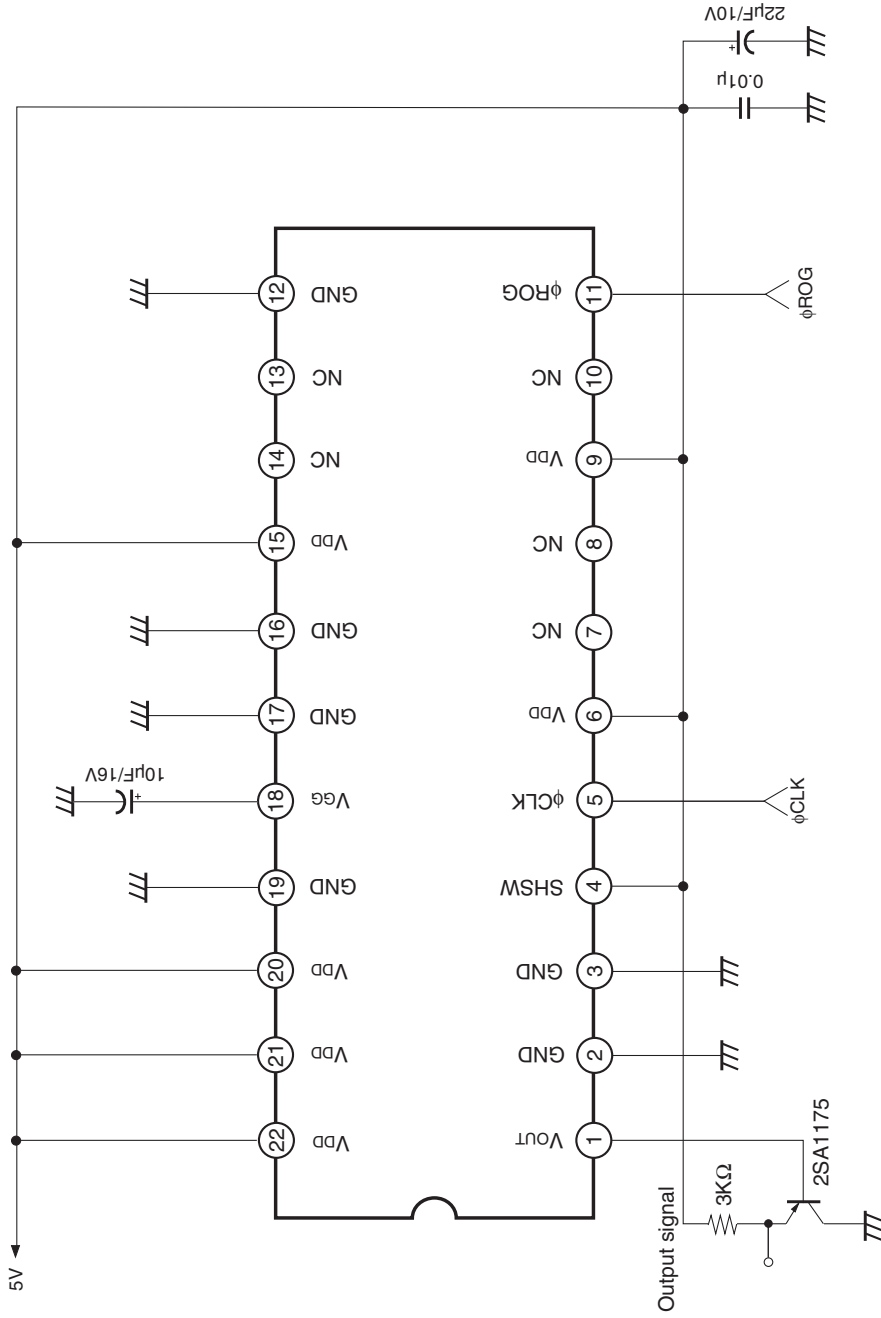 5V
22µF/10V
0.01µ
10µF/16V
22
21
20
19
18
17
16
15
14
13
12
VDD
VDD
VDD
GND
VGG
GND
GND
VDD
NC
NC
GND
VOUT
GND
GND
SHSW
φCLK
VDD
NC
NC
VDD
NC
φROG
1
2
3
4
5
6
7
8
9
10
11
φCLK
φROG
Output signal
3KΩ
2SA1175
+
+